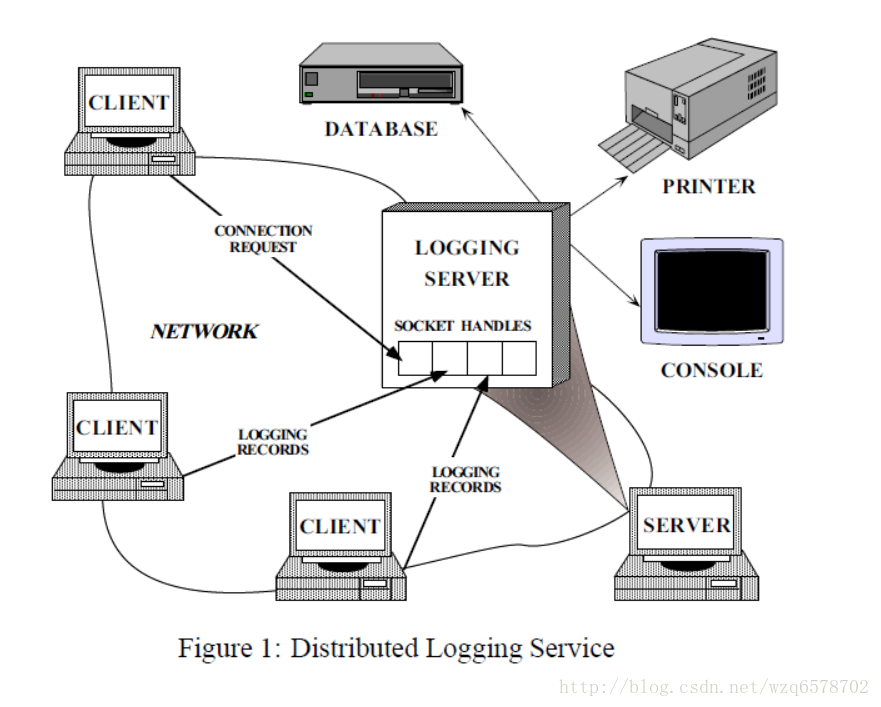 CLIENT
DATABASE
PRINTER
CONNECTION
REQUEST
LOGGING
SERVER
SOCKET HANDLES
NETWORK
CONSOLE
CLIENT
LOGGING
RECORDS
LOGGING
RECORDS
CLIENT
SERVER
Figure 1: Distributed Logging Service
http://blog.csdn.net/wzq6578702